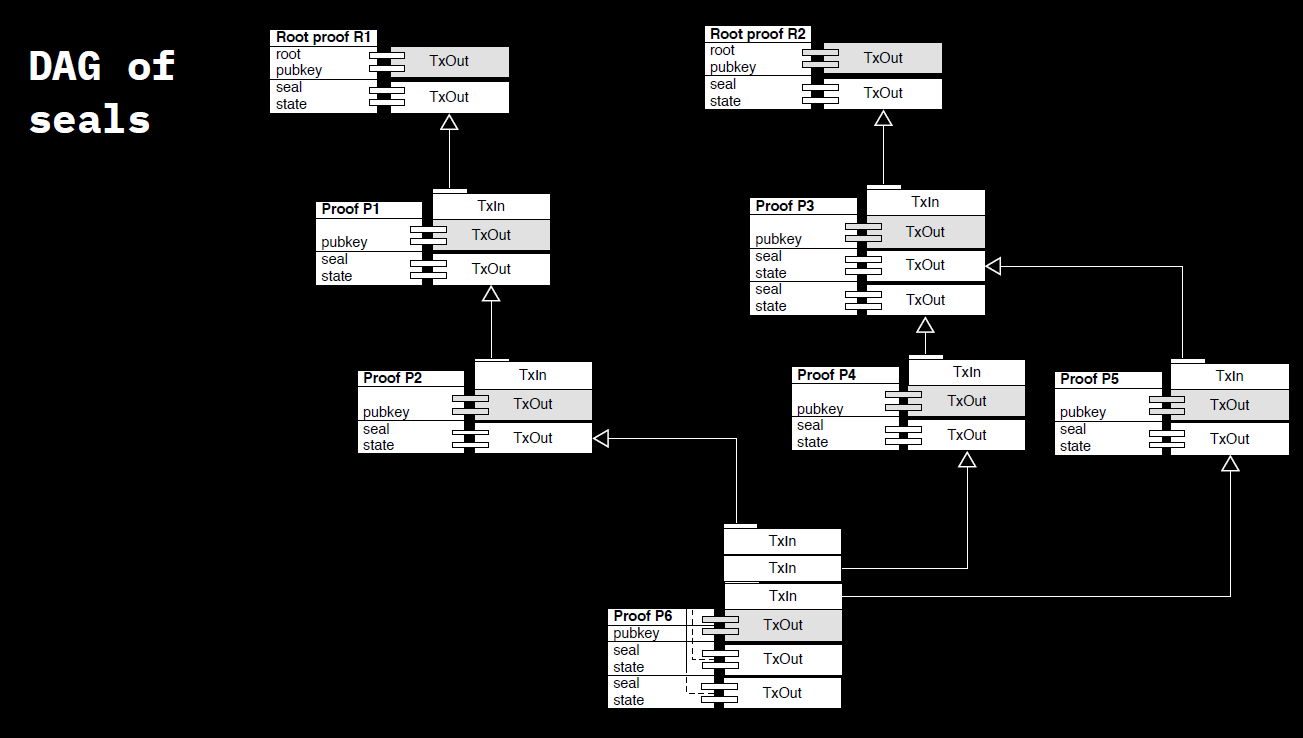 DAG of
seals
Root proof R1
root
pubkey
seal
state
TxOut
TxOut
Root proof R2
root
pubkey
seal
state
TxOut
TxOut
Proof P1
pubkey
seal
state
TxIn
TxOut
TxOut
Proof P3
pubkey
seal
state
seal
state
TxIn
TxOut
TxOut
TxOut
Proof P2
pubkey
seal
state
TxIn
TxOut
TxOut
Proof P4
pubkey
seal
state
TxIn
TxOut
TxOut
Proof P5
pubkey
seal
state
TxIn
TxOut
TxOut
TxIn
TxIn
TxIn
Proof P6
pubkey
seal
state
seal
state
TxOut
TxOut
TxOut